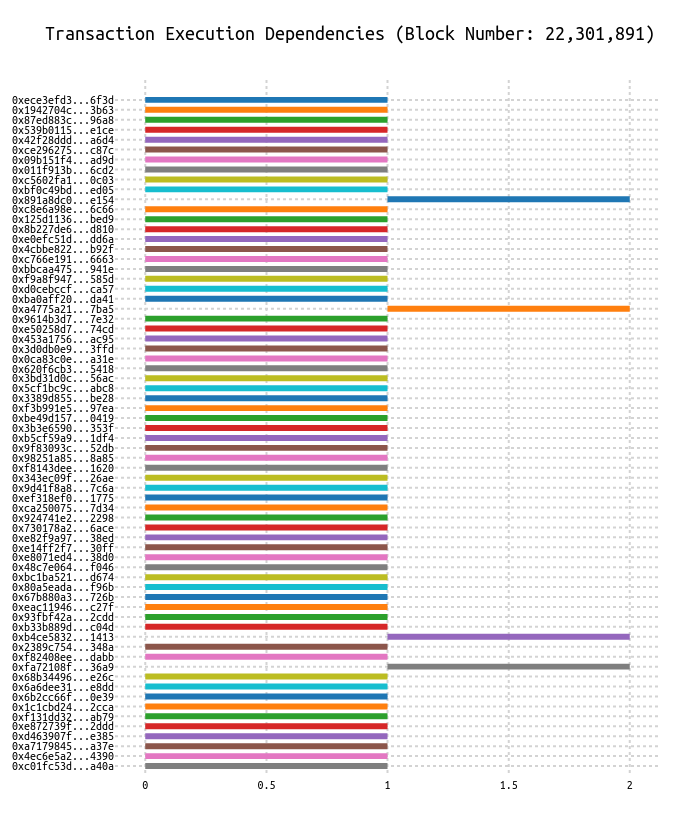 Transaction Execution Dependencies (Block Number: 22,301,891)
0xece3efd3...6f3d
0x1942704c...3b63
0x87ed883c...96a8
0x539b0115...e1ce
0x42f28ddd...a6d4
0xce296275...c87c
0x09b151f4...ad9d
0x011f913b...6cd2
0xc5602fa1...0c03
0xbf0c49bd...ed05
0x891a8dc0...e154
0xc8e6a98e...6c66
0x125d1136...bed9
0x8b227de6...d810
0xe0efc51d...dd6a
0x4cbbe822...b92f
0xc766e191...6663
0xbbcaa475...941e
0xf9a8f947...585d
0xd0cebccf...ca57
0xba0aff20...da41
0xa4775a21...7ba5
0x9614b3d7...7e32
0xe50258d7...74cd
0x453a1756...ac95
0x3d0db0e9...3ffd
0x0ca83c0e...a31e
0x620f6cb3...5418
0x3bd31d0c...56ac
0x5cf1bc9c...abc8
0x3389d855...be28
0xf3b991e5...97ea
0xbe49d157...0419
0x3b3e6590...353f
0xb5cf59a9...1df4
0x9f83093c...52db
0x98251a85...8a85
0xf8143dee...1620
0x343ec09f...26ae
0x9d41f8a8...7c6a
0xef318ef0...1775
0xca250075...7d34
0x924741e2...2298
0x730178a2...6ace
0xe82f9a97...38ed
0xe14ff2f7...30ff
0xe8071ed4...38d0
0x48c7e064...f046
0xbc1ba521...d674
0x80a5eada...f96b
0x67b880a3...726b
0xeac11946...c27f
0x93fbf42a...2cdd
0xb33b889d...c04d
0xb4ce5832...1413
0x2389c754...348a
0xf82408ee...dabb
0xfa72108f...36a9
0x68b34496...e26c
0x6a6dee31...e8dd
0x6b2cc66f...0e39
0x1c1cbd24...2cca
0xf131dd32...ab79
0xe872739f...2ddd
0xd463907f...e385
0xa7179845...a37e
0x4ec6e5a2...4390
0xc01fc53d...a40a
0 0.5 1 1.5 2